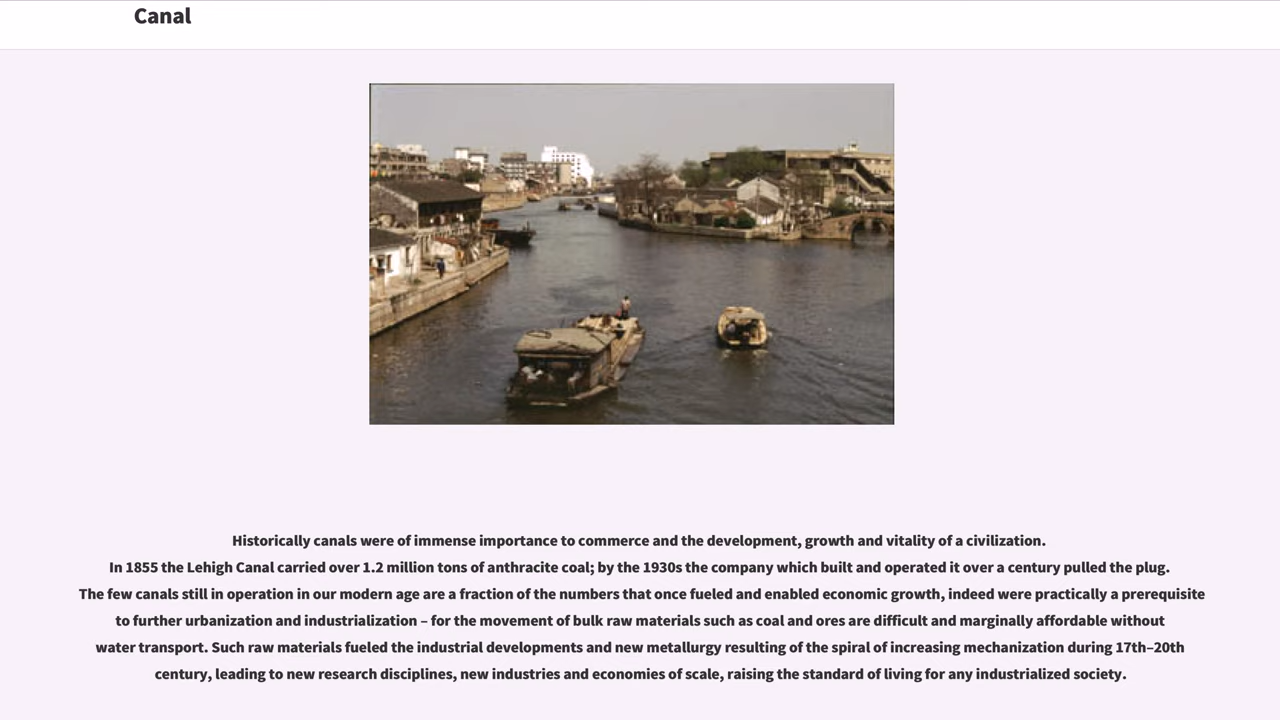 Canal
Historically canals were of immense importance to commerce and the development, growth and vitality of a civilization.
In 1855 the Lehigh Canal carried over 1.2 million tons of anthracite coal; by the 1930s the company which built and operated it over a century pulled the plug.
The few canals still in operation in our modern age are a fraction of the numbers that once fueled and enabled economic growth, indeed were practically a prerequisite
to further urbanization and industrialization – for the movement of bulk raw materials such as coal and ores are difficult and marginally affordable without
water transport. Such raw materials fueled the industrial developments and new metallurgy resulting of the spiral of increasing mechanization during 17th–20th
century, leading to new research disciplines, new industries and economies of scale, raising the standard of living for any industrialized society.